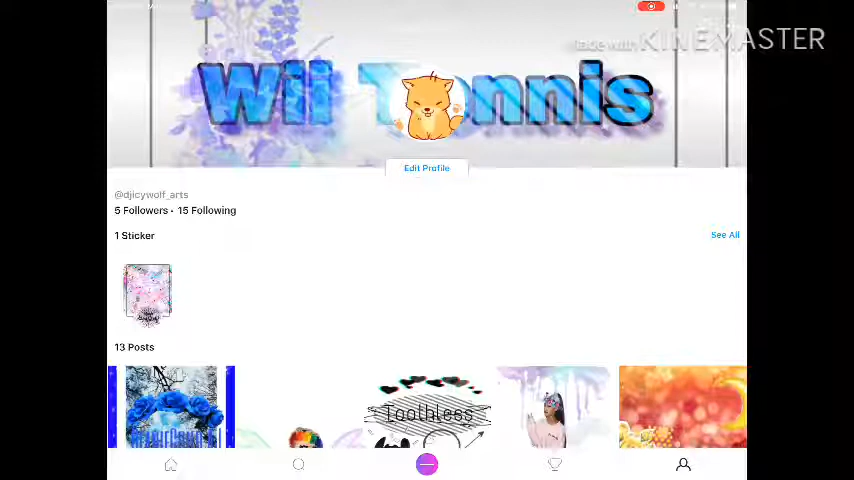 Made with KINEMASTER
Wii Tennis
Edit Profile
@djicywolf_arts
5 Followers • 15 Following
1 Sticker
See All
13 Posts
Toothless